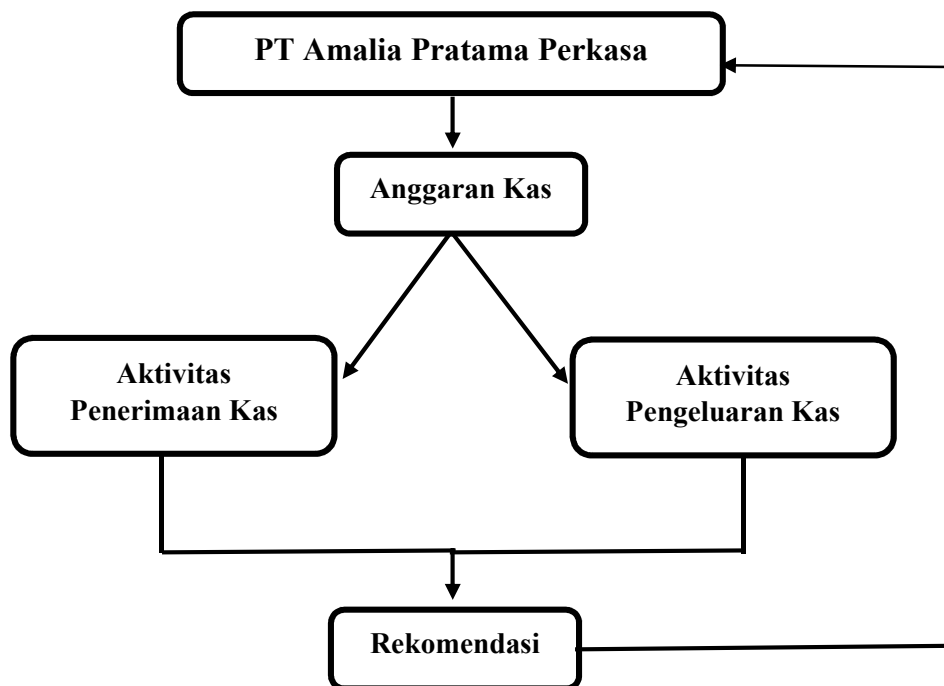 PT Amalia Pratama Perkasa
Anggaran Kas
Aktivitas
Penerimaan Kas
Aktivitas
Pengeluaran Kas
Rekomendasi